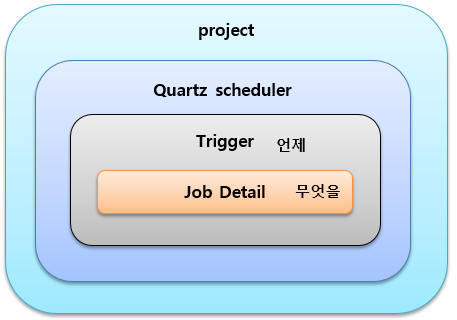 project
Quartz scheduler
Trigger 언제
Job Detail 무엇을